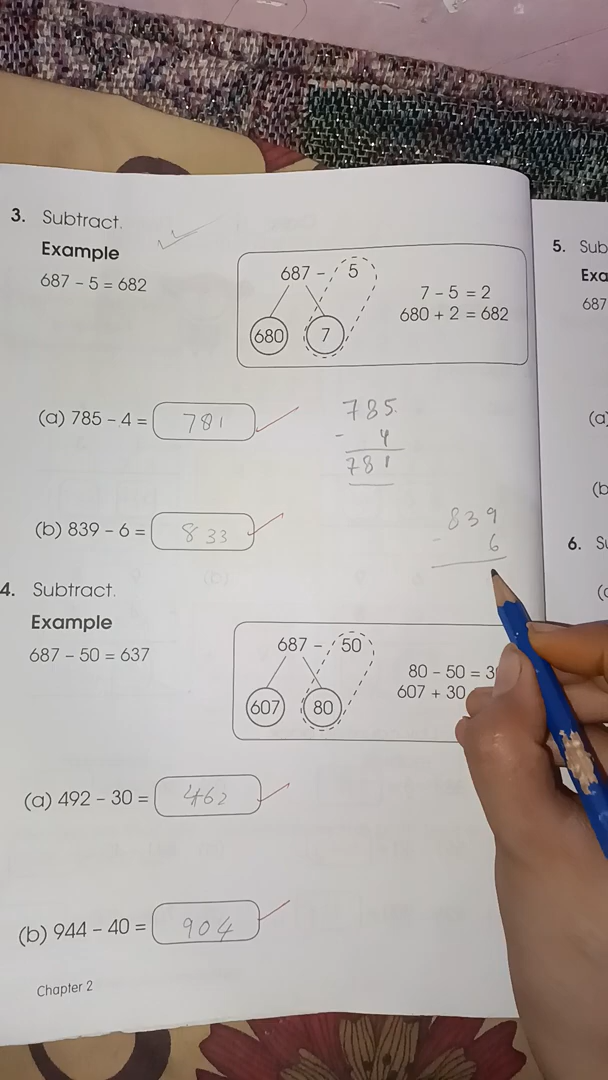 3. Subtract.
Example
687 – 5 = 682
687 – 5
680 7
7 – 5 = 2
680 + 2 = 682
(a) 785 – 4 = 781
785
- 4
781
(b) 839 – 6 = 833
839
- 6
4. Subtract.
Example
687 – 50 = 637
687 – 50
607 80
80 – 50 = 3
607 + 30
(a) 492 – 30 = 462
(b) 944 – 40 = 904
Chapter 2
5. Sub
Exa
687
(a)
(b
6. Su
(